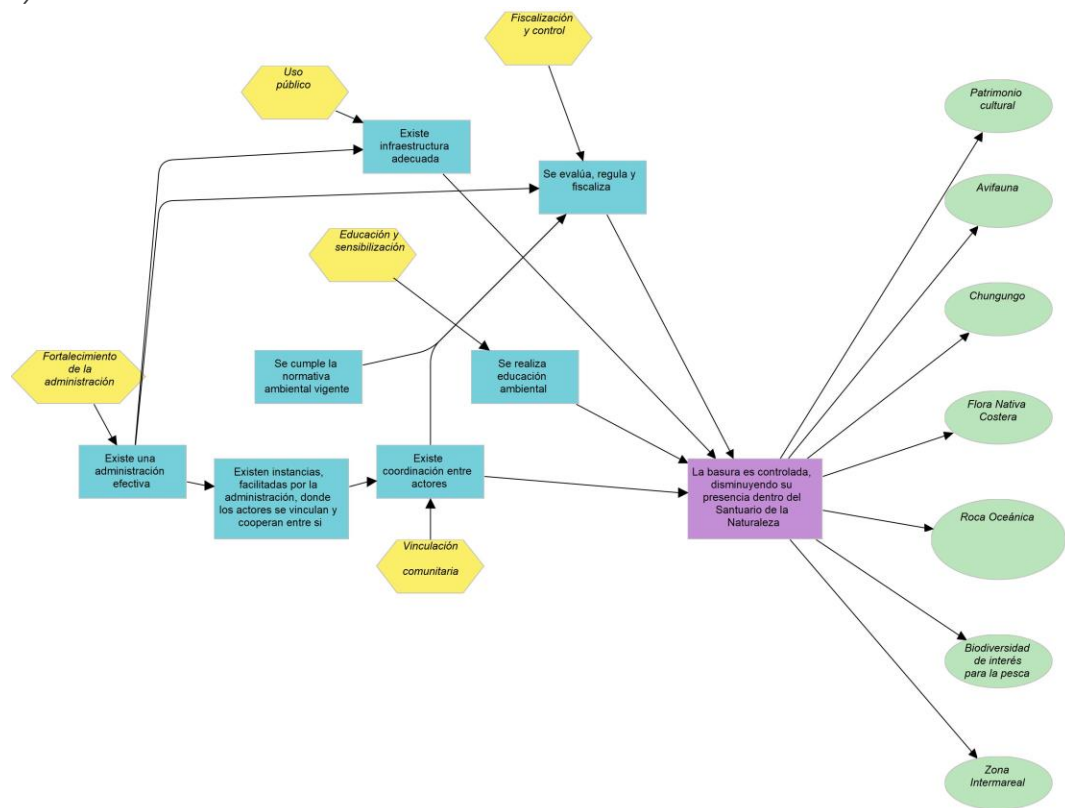 )
Fiscalización
y control
Uso
público
Existe
infraestructura
adecuada
Se evalúa, regula y
fiscaliza
Educación y
sensibilización
Se cumple la
normativa
ambiental vigente
Se realiza
educación
ambiental
Fortalecimiento
de la
administración
Existe una
administración
efectiva
Existen instancias,
facilitadas por la
administración, donde
los actores se vinculan y
cooperan entre si
Existe
coordinación entre
actores
Vinculación
comunitaria
La basura es controlada,
disminuyendo su
presencia dentro del
Santuario de la
Naturaleza
Patrimonio
cultural
Avifauna
Chungungo
Flora Nativa
Costera
Roca Oceánica
Biodiversidad
de interés
para la pesca
Zona
Intermareal